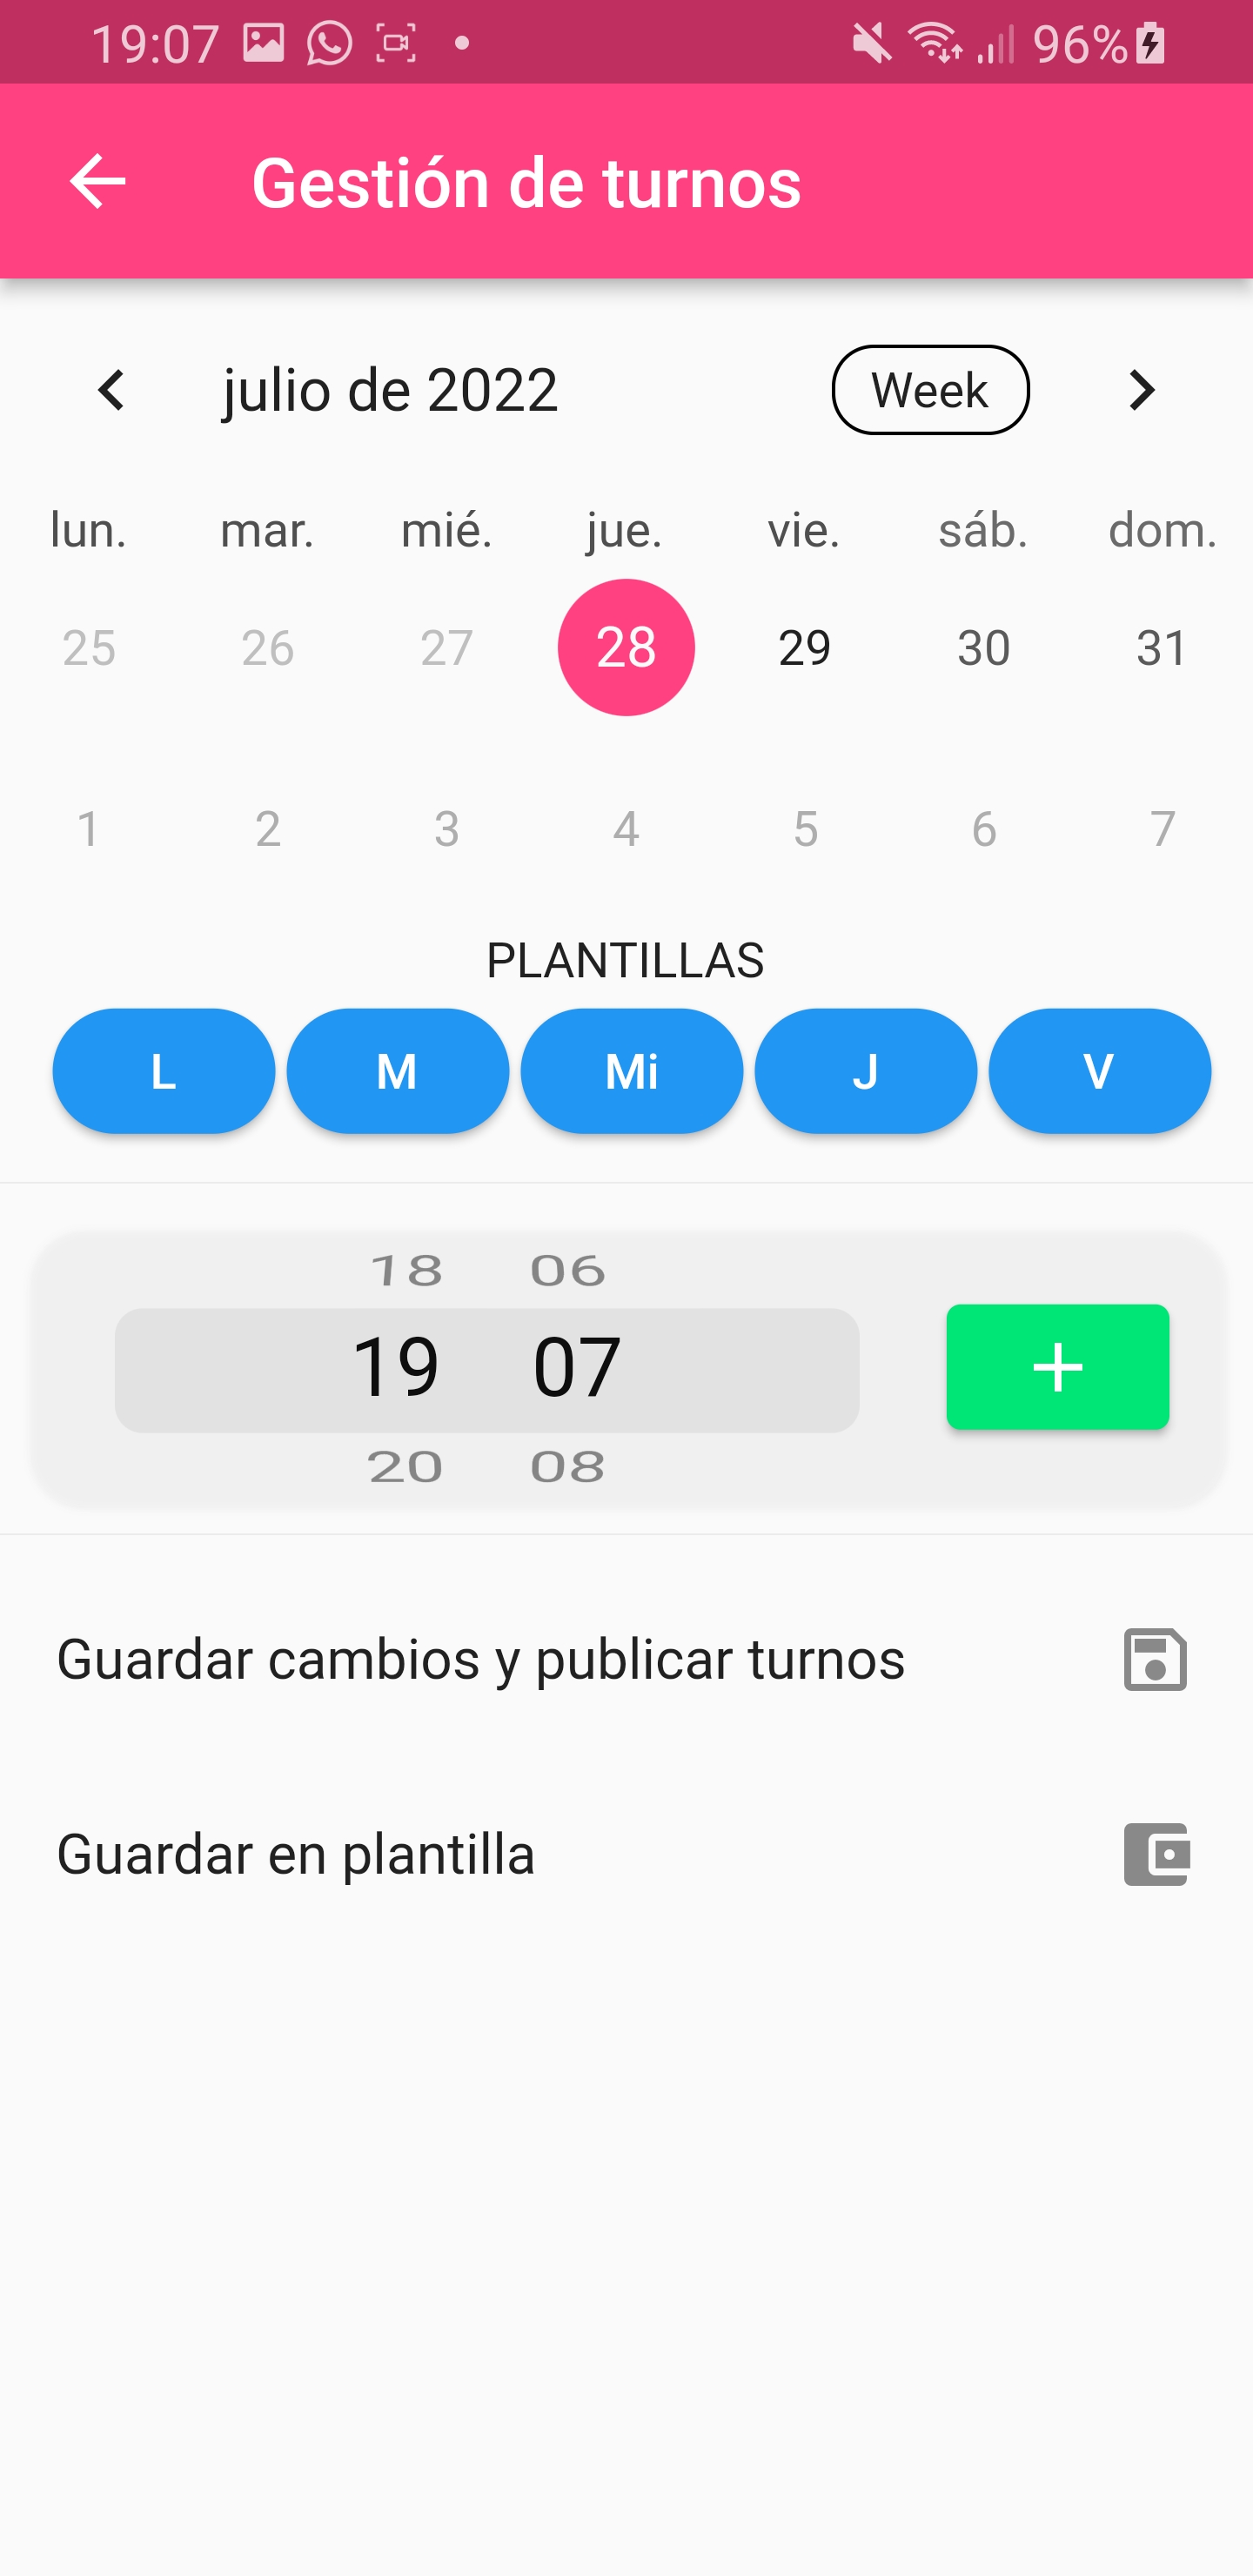 19:07 96%
Gestión de turnos
julio de 2022 Week
lun. mar. mié. jue. vie. sáb. dom.
25 26 27 28 29 30 31
1 2 3 4 5 6 7
PLANTILLAS
L M Mi J V
18 06
19 07
20 08
Guardar cambios y publicar turnos
Guardar en plantilla